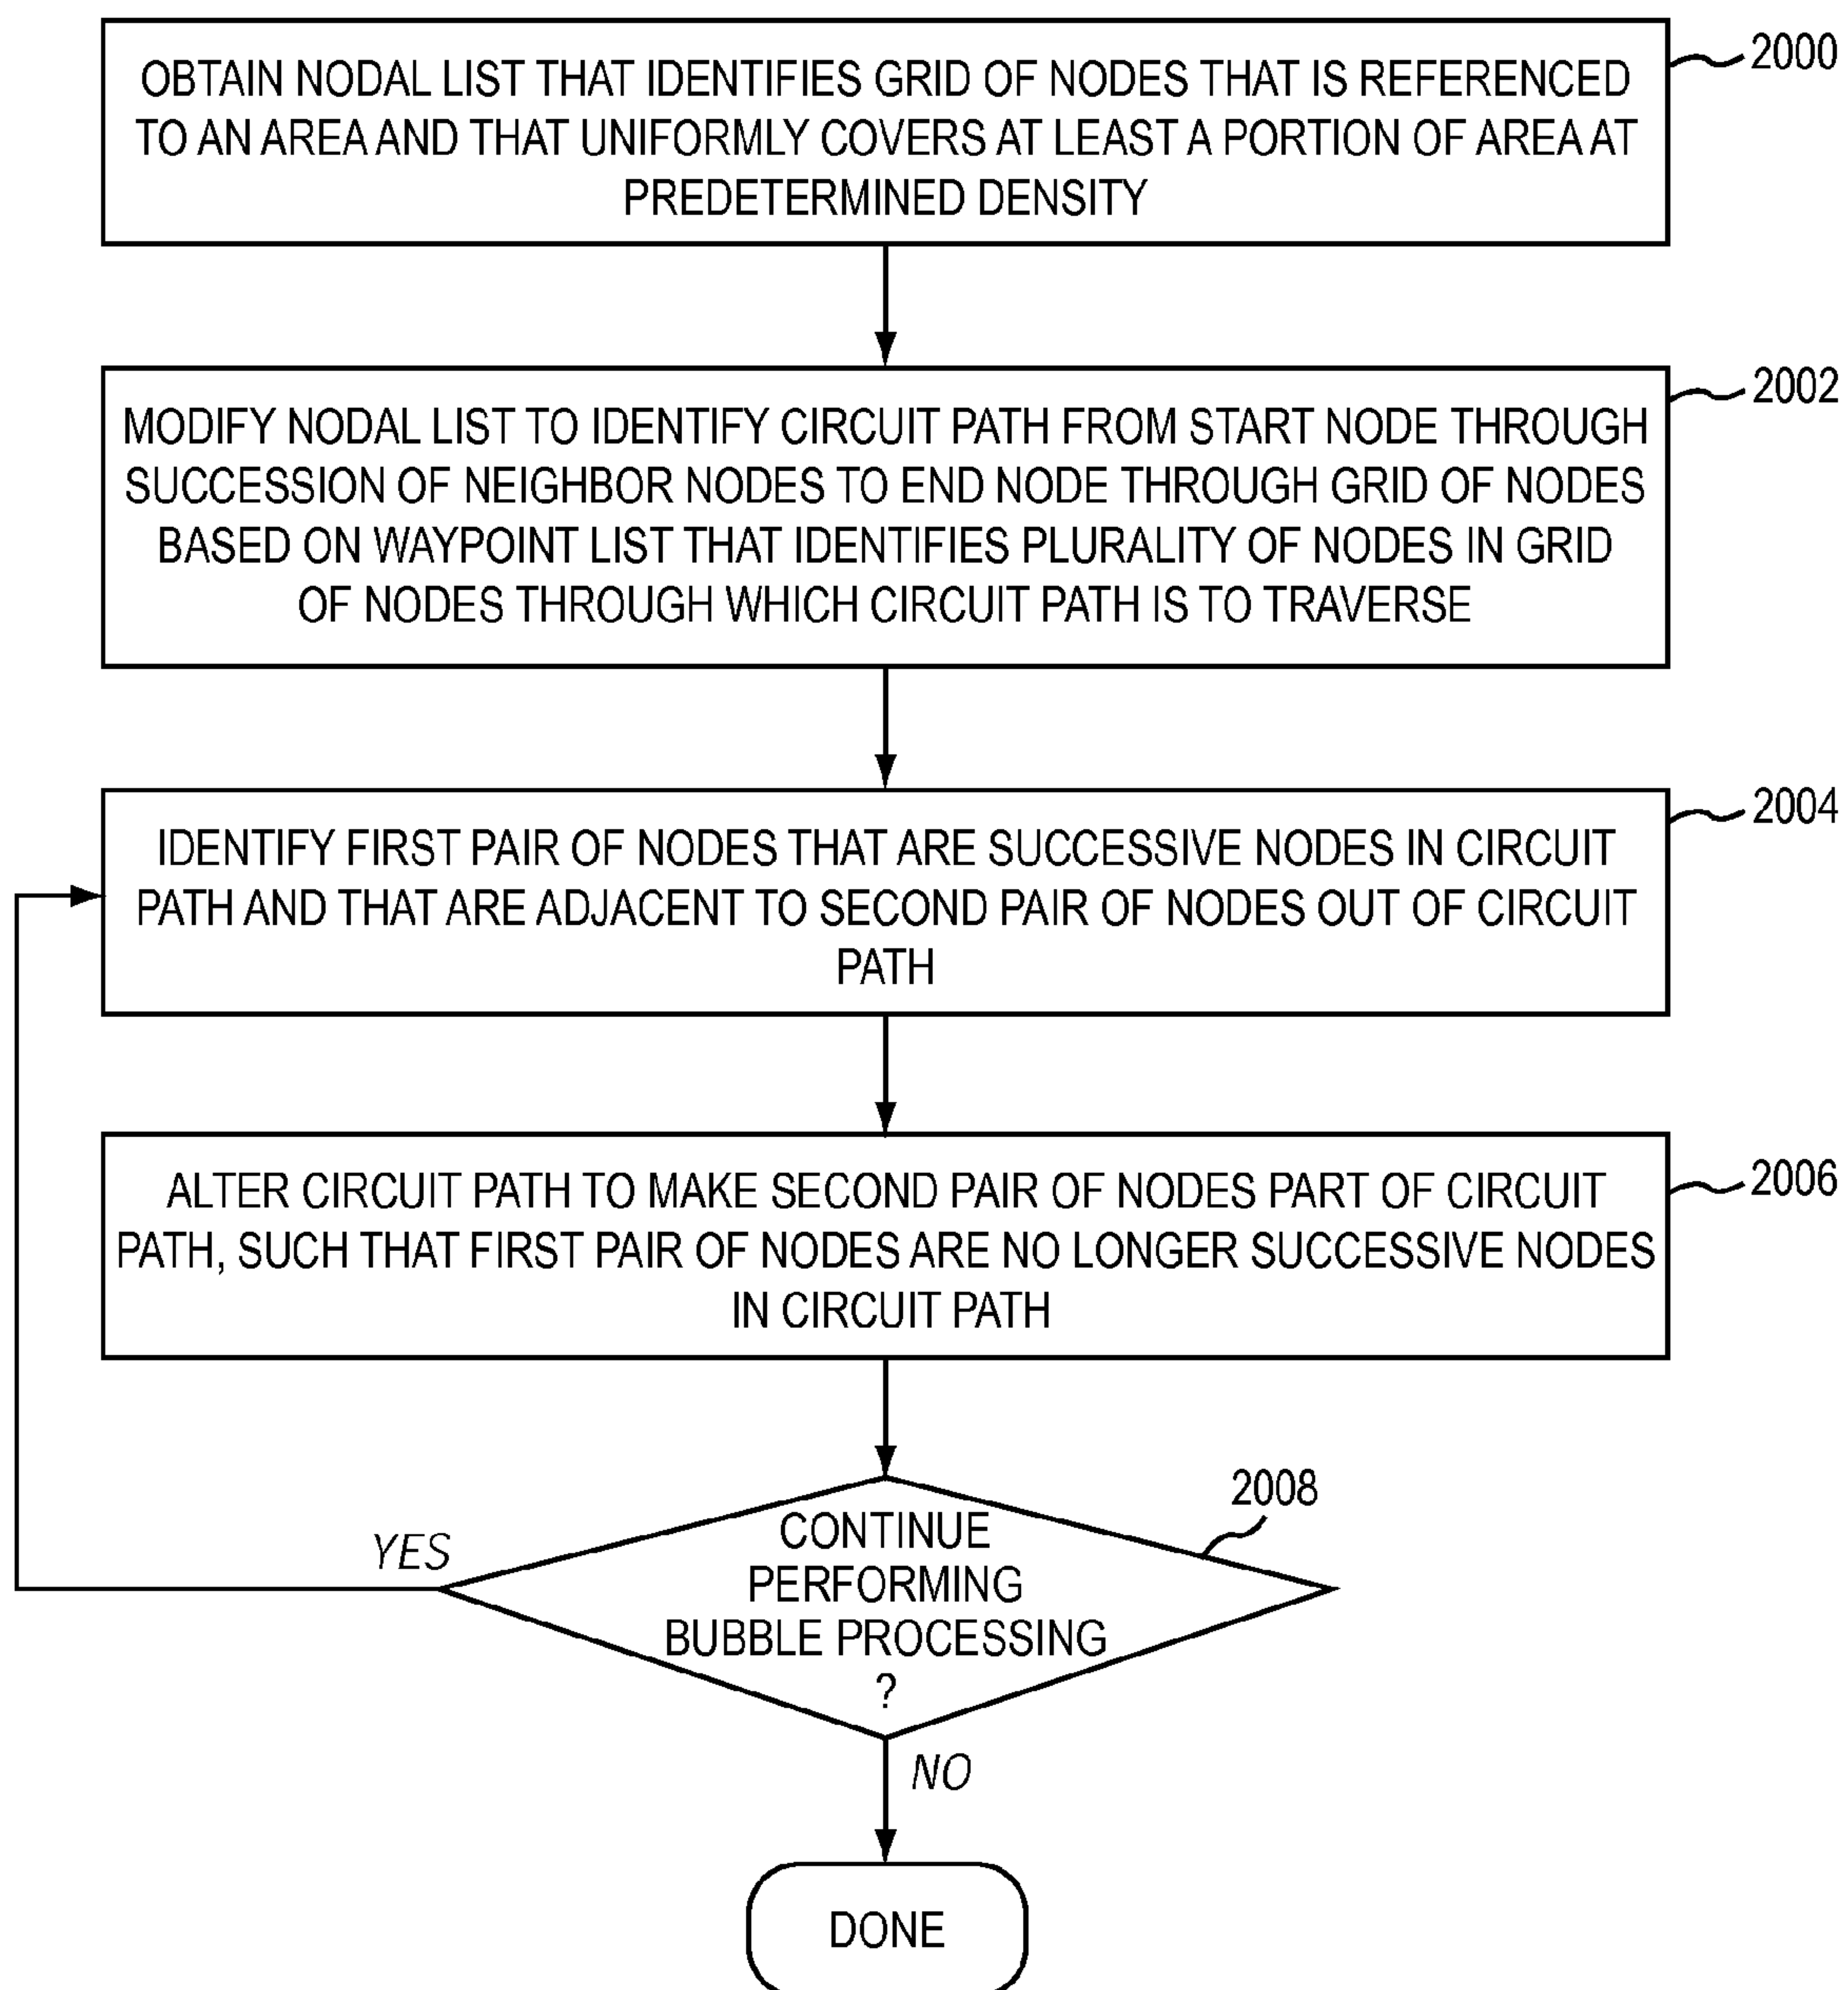 OBTAIN NODAL LIST THAT IDENTIFIES GRID OF NODES THAT IS REFERENCED
TO AN AREA AND THAT UNIFORMLY COVERS AT LEAST A PORTION OF AREA AT
PREDETERMINED DENSITY
2000
MODIFY NODAL LIST TO IDENTIFY CIRCUIT PATH FROM START NODE THROUGH
SUCCESSION OF NEIGHBOR NODES TO END NODE THROUGH GRID OF NODES
BASED ON WAYPOINT LIST THAT IDENTIFIES PLURALITY OF NODES IN GRID
OF NODES THROUGH WHICH CIRCUIT PATH IS TO TRAVERSE
2002
IDENTIFY FIRST PAIR OF NODES THAT ARE SUCCESSIVE NODES IN CIRCUIT
PATH AND THAT ARE ADJACENT TO SECOND PAIR OF NODES OUT OF CIRCUIT
PATH
2004
ALTER CIRCUIT PATH TO MAKE SECOND PAIR OF NODES PART OF CIRCUIT
PATH, SUCH THAT FIRST PAIR OF NODES ARE NO LONGER SUCCESSIVE NODES
IN CIRCUIT PATH
2006
CONTINUE
PERFORMING
BUBBLE PROCESSING
?
2008
YES
NO
DONE